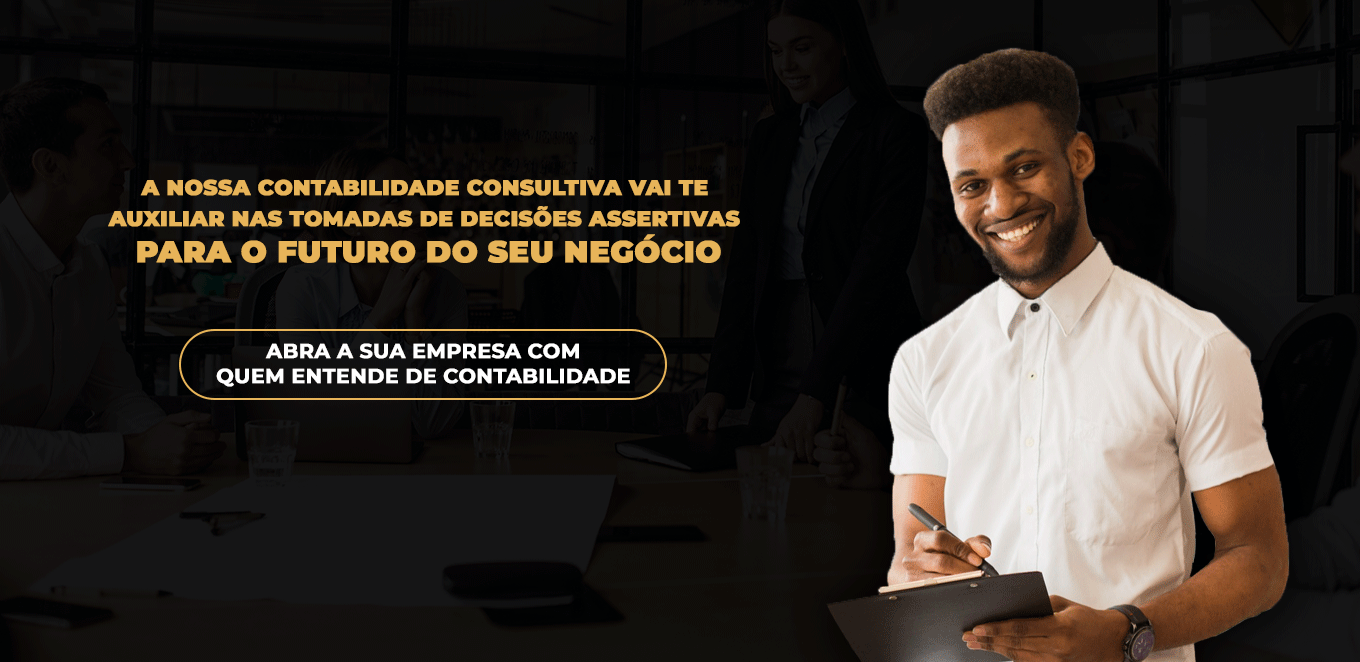 A NOSSA CONTABILIDADE CONSULTIVA VAI TE
AUXILIAR NAS TOMADAS DE DECISÕES ASSERTIVAS
PARA O FUTURO DO SEU NEGÓCIO
ABRA A SUA EMPRESA COM
QUEM ENTENDE DE CONTABILIDADE